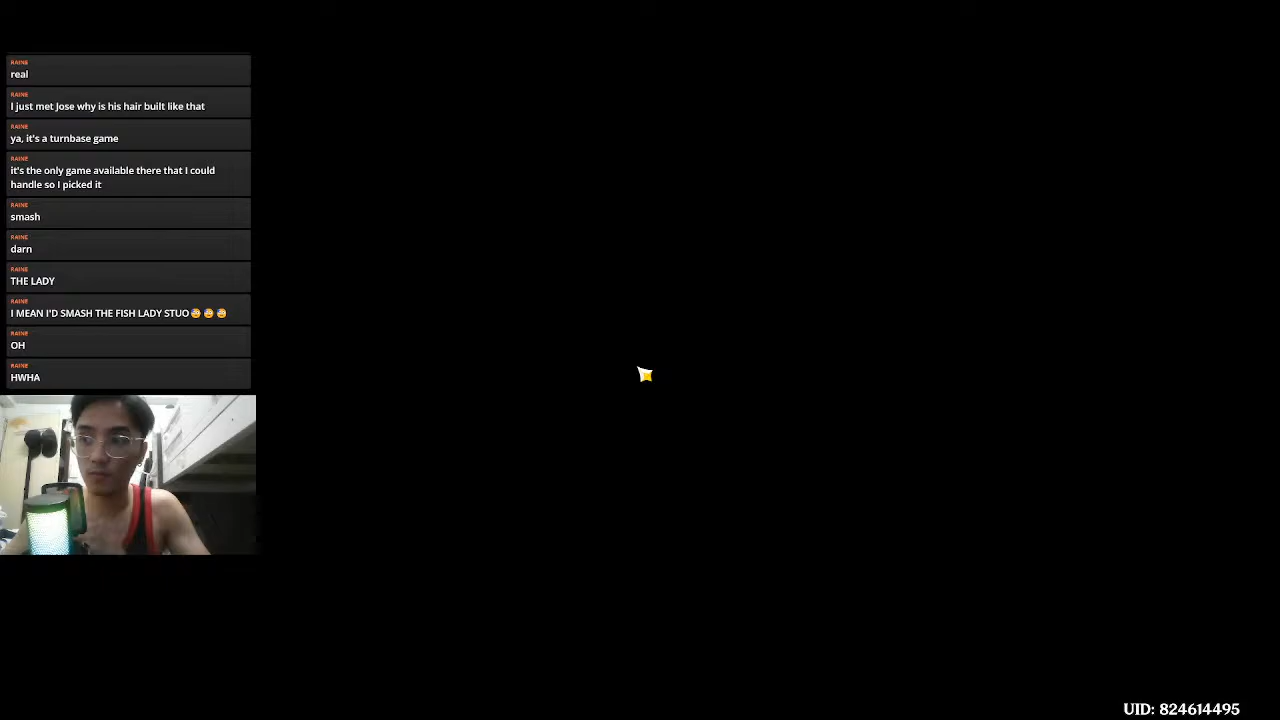 RAINE
real
RAINE
I just met Jose why is his hair built like that
RAINE
ya, it's a turnbase game
RAINE
it's the only game available there that I could
handle so I picked it
RAINE
smash
RAINE
darn
RAINE
THE LADY
RAINE
I MEAN I'D SMASH THE FISH LADY STUO🤯🤯🤯
RAINE
OH
RAINE
HWHA
UID: 824614495